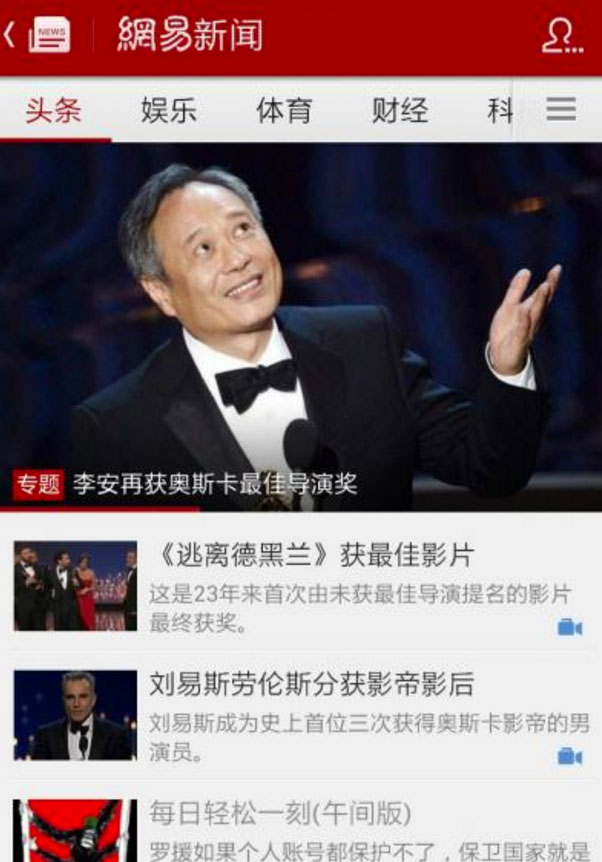 NEWS
網易新闻
头条 娱乐 体育 财经 科
专题 李安再获奥斯卡最佳导演奖
《逃离德黑兰》获最佳影片
这是23年来首次由未获最佳导演提名的影片
最终获奖。
刘易斯劳伦斯分获影帝影后
刘易斯成为史上首位三次获得奥斯卡影帝的男
演员。
每日轻松一刻(午间版)
罗援如果个人账号都保护不了，保卫国家就是